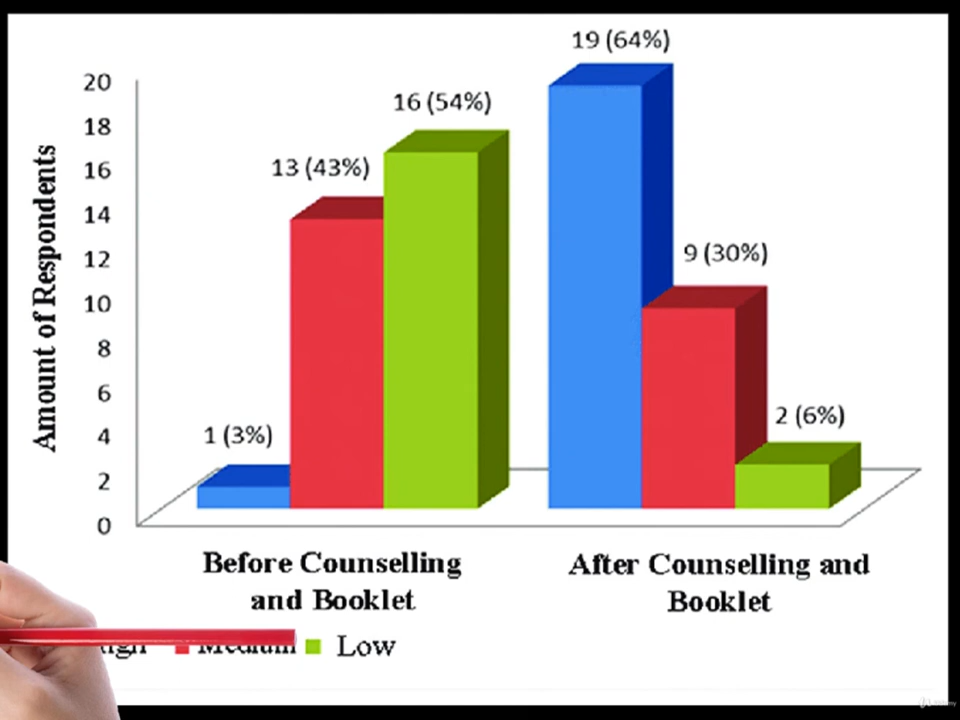 19 (64%)
20
18
16 (54%)
16
13 (43%)
14
12
9 (30%)
10
8
6
4
1 (3%)
2 (6%)
2
0
Amount of Respondents
Before Counselling
and Booklet
After Counselling and
Booklet
Medium
Low